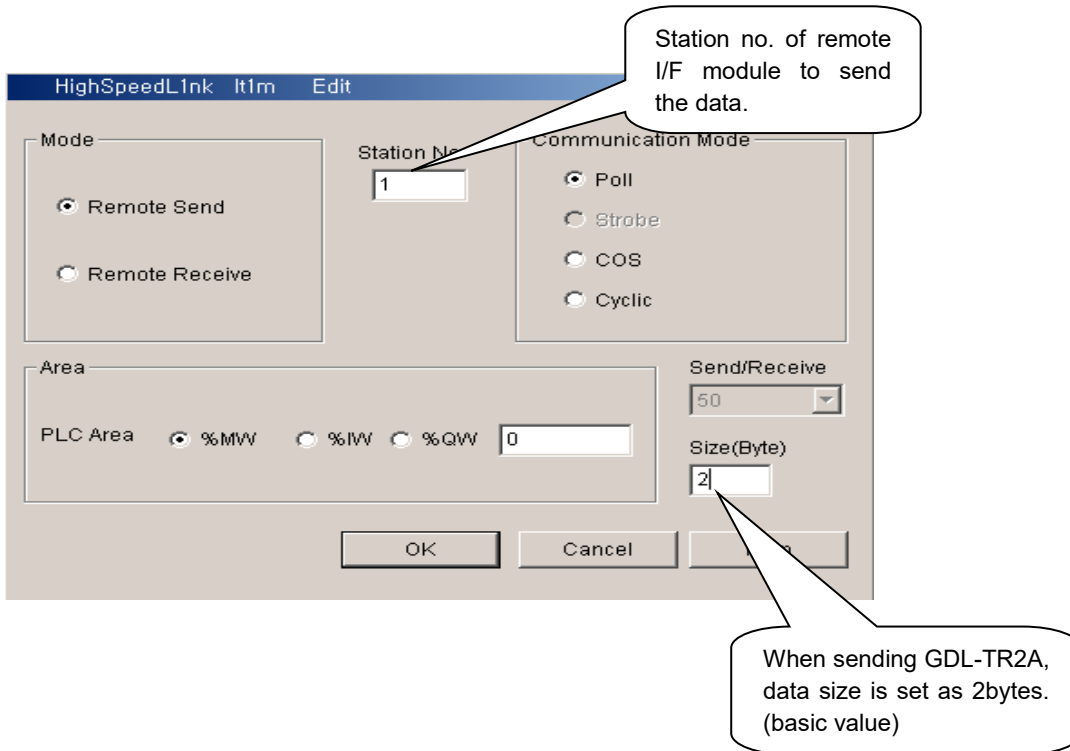 Station no. of remote
I/F module to send
the data.
HighSpeedL1nk It1m Edit
Mode
Remote Send
Remote Receive
Station
1
Communication Mode
Poll
Strobe
COS
Cyclic
Area
PLC Area %MW %IW %QW 0
Send/Receive
50
Size(Byte)
2
OK Cancel
When sending GDL-TR2A,
data size is set as 2bytes.
(basic value)